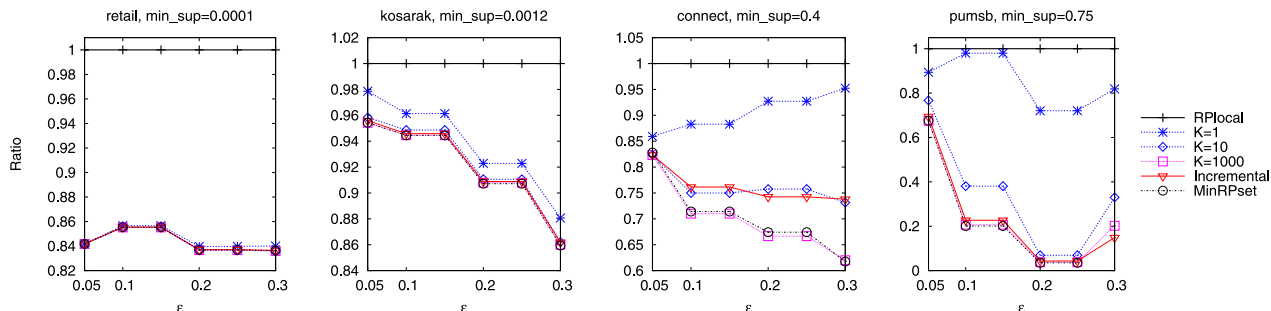 retail, min_sup=0.0001
kosarak, min_sup=0.0012
connect, min_sup=0.4
pumsb, min_sup=0.75
Ratio
1
0.98
0.96
0.94
0.92
0.9
0.88
0.86
0.84
0.82
0.05 0.1 0.2 0.3
ε
1.02
1
0.98
0.96
0.94
0.92
0.9
0.88
0.86
0.84
0.05 0.1 0.2 0.3
ε
1.05
1
0.95
0.9
0.85
0.8
0.75
0.7
0.65
0.6
0.05 0.1 0.2 0.3
ε
1
0.8
0.6
0.4
0.2
0
0.05 0.1 0.2 0.3
ε
RPlocal
K=1
K=10
K=1000
Incremental
MinRPset